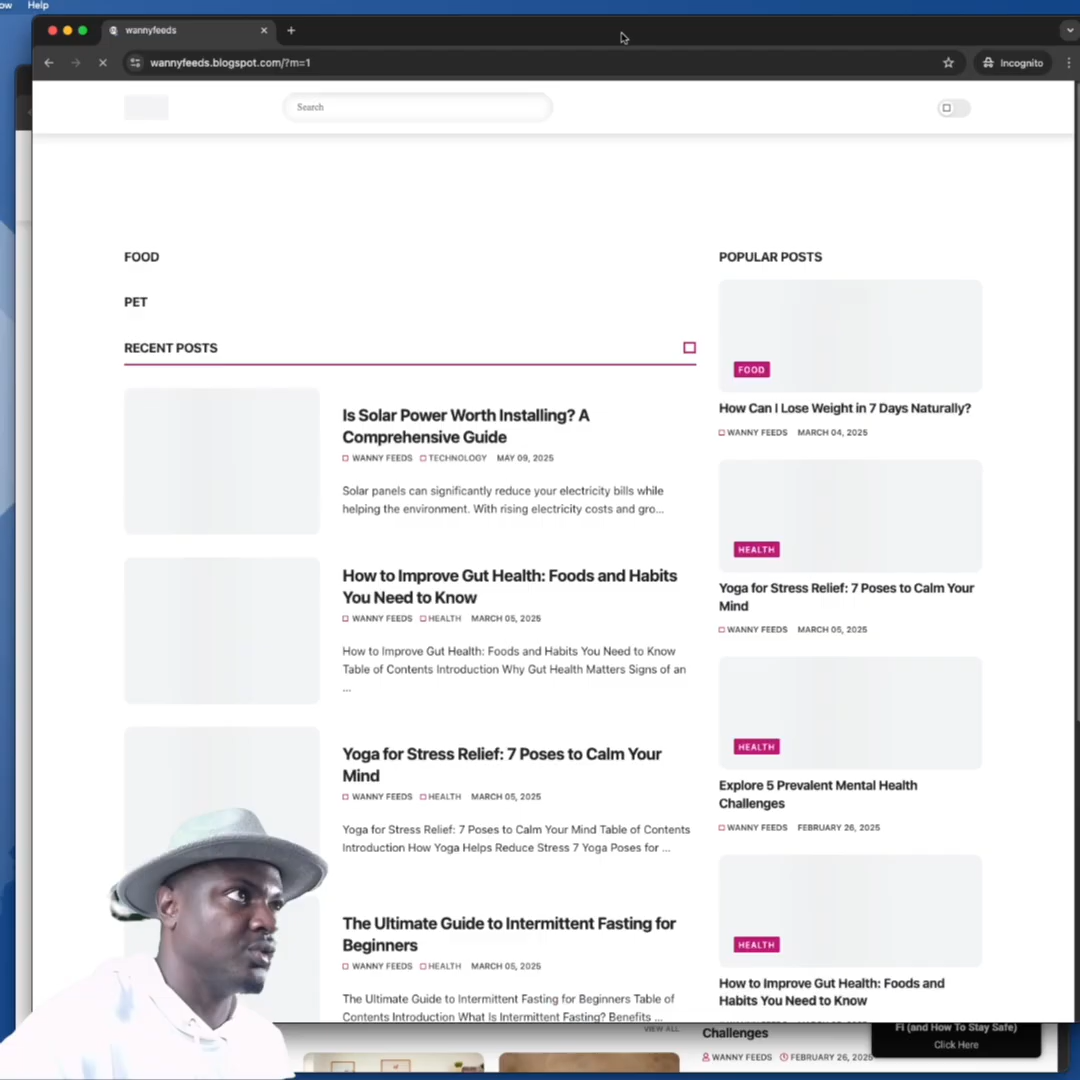 ow Help
wannyfeeds
wannyfeeds.blogspot.com/?m=1
Incognito
Search
FOOD
PET
RECENT POSTS
Is Solar Power Worth Installing? A
Comprehensive Guide
WANNY FEEDS TECHNOLOGY MAY 09, 2025
Solar panels can significantly reduce your electricity bills while
helping the environment. With rising electricity costs and gro...
How to Improve Gut Health: Foods and Habits
You Need to Know
WANNY FEEDS HEALTH MARCH 05, 2025
How to Improve Gut Health: Foods and Habits You Need to Know
Table of Contents Introduction Why Gut Health Matters Signs of an
...
Yoga for Stress Relief: 7 Poses to Calm Your
Mind
WANNY FEEDS HEALTH MARCH 05, 2025
Yoga for Stress Relief: 7 Poses to Calm Your Mind Table of Contents
Introduction How Yoga Helps Reduce Stress 7 Yoga Poses for ...
The Ultimate Guide to Intermittent Fasting for
Beginners
WANNY FEEDS HEALTH MARCH 05, 2025
The Ultimate Guide to Intermittent Fasting for Beginners Table of
Contents Introduction What Is Intermittent Fasting? Benefits ...
POPULAR POSTS
FOOD
How Can I Lose Weight in 7 Days Naturally?
WANNY FEEDS MARCH 04, 2025
HEALTH
Yoga for Stress Relief: 7 Poses to Calm Your
Mind
WANNY FEEDS MARCH 05, 2025
HEALTH
Explore 5 Prevalent Mental Health
Challenges
WANNY FEEDS FEBRUARY 26, 2025
HEALTH
How to Improve Gut Health: Foods and
Habits You Need to Know
VIEW ALL
Challenges
WANNY FEEDS FEBRUARY 26, 2025
Fi (and How To Stay Safe)
Click Here